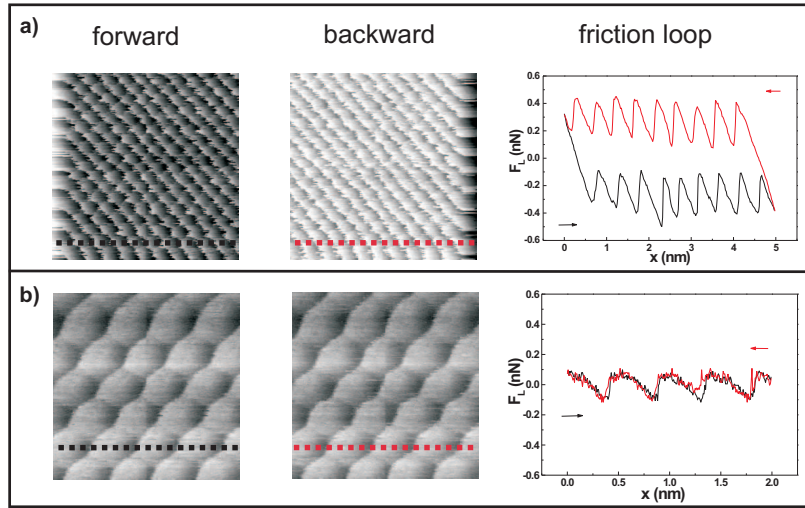 a)
forward
backward
friction loop
0.6
0.4
0.2
0.0
-0.2
-0.4
-0.6
F_L (nN)
0 1 2 3 4 5
x (nm)
b)
0.6
0.4
0.2
0.0
-0.2
-0.4
-0.6
F_L (nN)
0.0 0.5 1.0 1.5 2.0
x (nm)